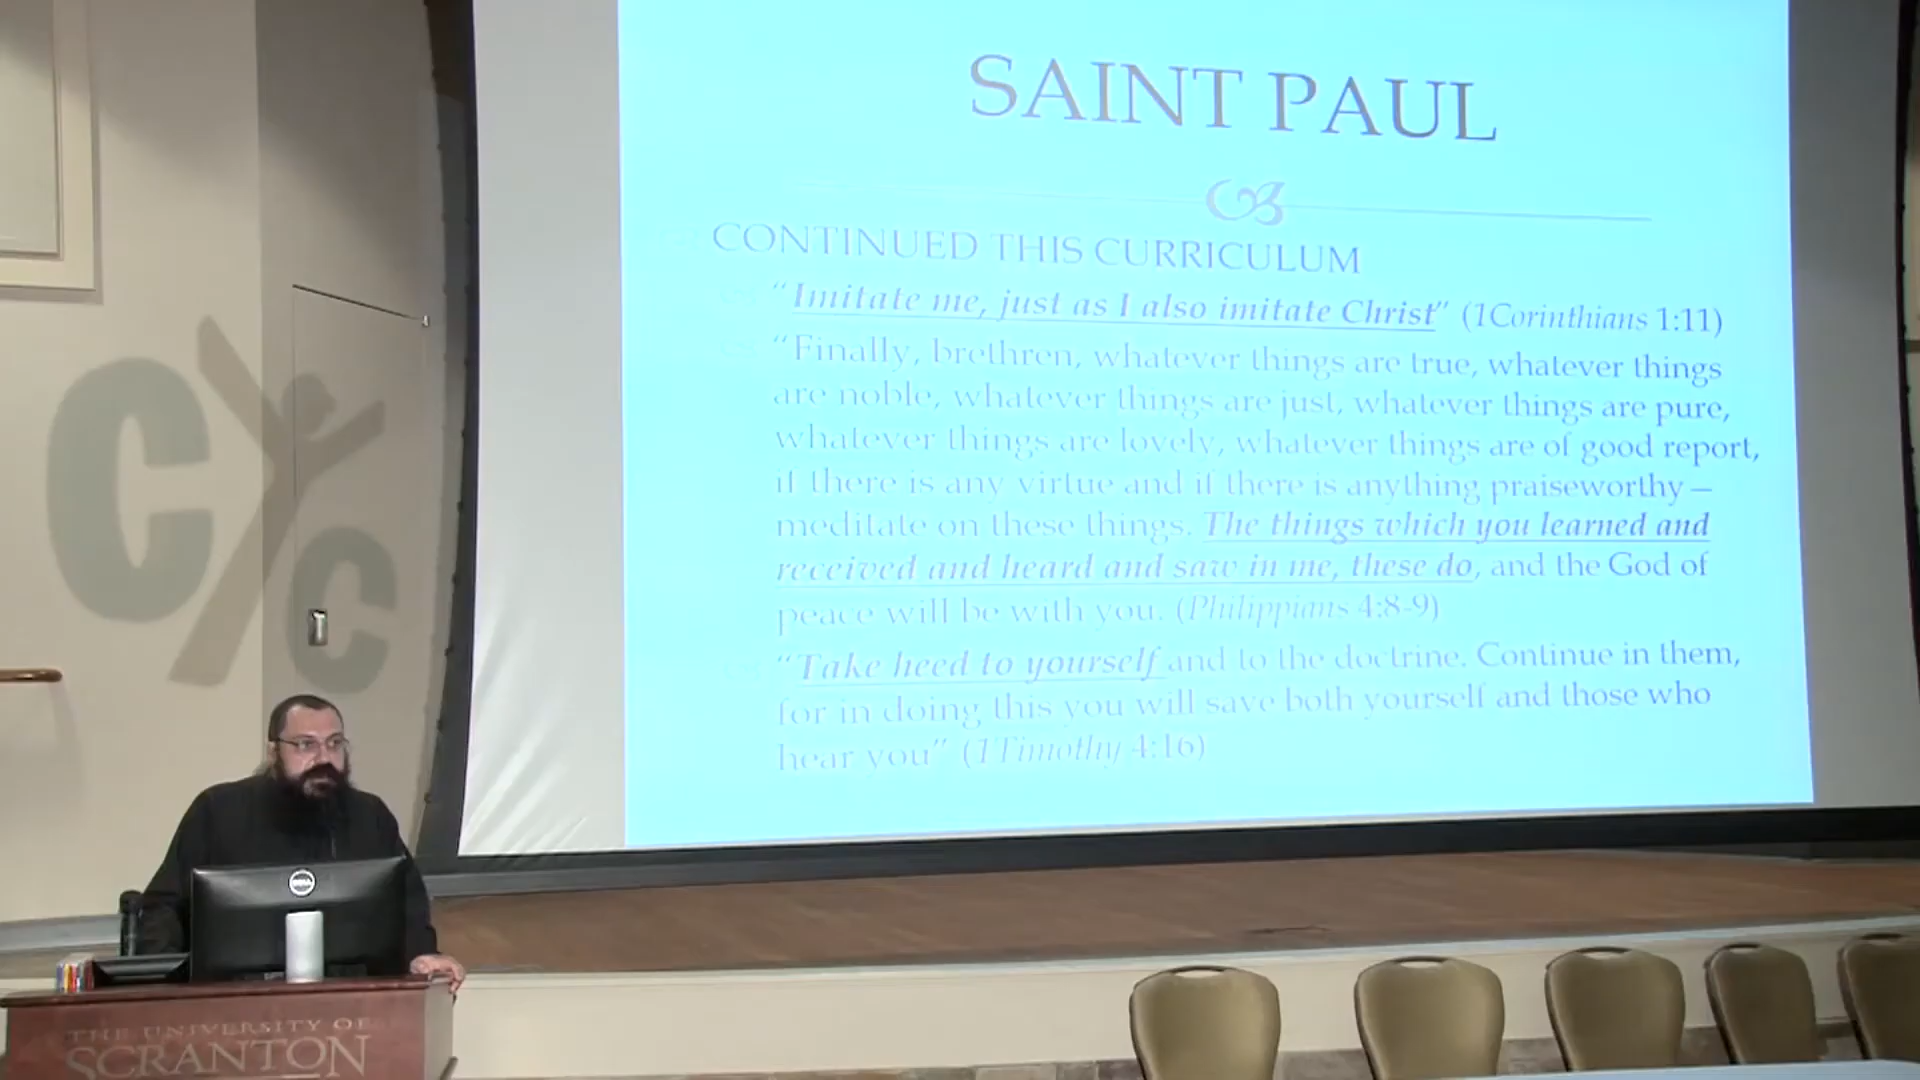 SAINT PAUL
CONTINUED THIS CURRICULUM
“Imitate me, just as I also imitate Christ” (1Corinthians 1:11)
“Finally, brethren, whatever things are true, whatever things
are noble, whatever things are just, whatever things are pure,
whatever things are lovely, whatever things are of good report,
if there is any virtue and if there is anything praiseworthy—
meditate on these things. The things which you learned and
received and heard and saw in me, these do, and the God of
peace will be with you. (Philippians 4:8-9)
“Take heed to yourself and to the doctrine. Continue in them,
for in doing this you will save both yourself and those who
hear you” (1Timothy 4:16)
CYC
DELL
THE UNIVERSITY OF
SCRANTON